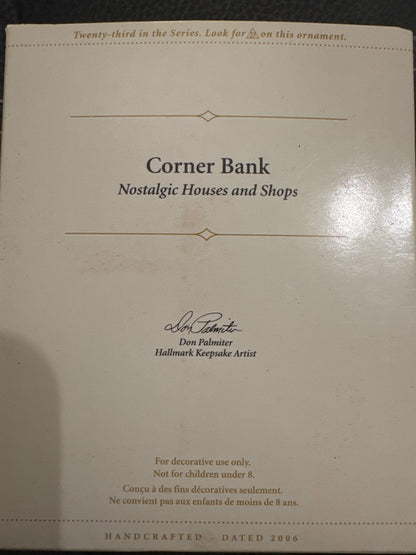 Twenty-third in the Series. Look for on this ornament.
Corner Bank
Nostalgic Houses and Shops
Don Palmiter
Don Palmiter
Hallmark Keepsake Artist
For decorative use only.
Not for children under 8.
Conçu à des fins décoratives seulement.
Ne convient pas aux enfants de moins de 8 ans.
HANDCRAFTED – DATED 2006